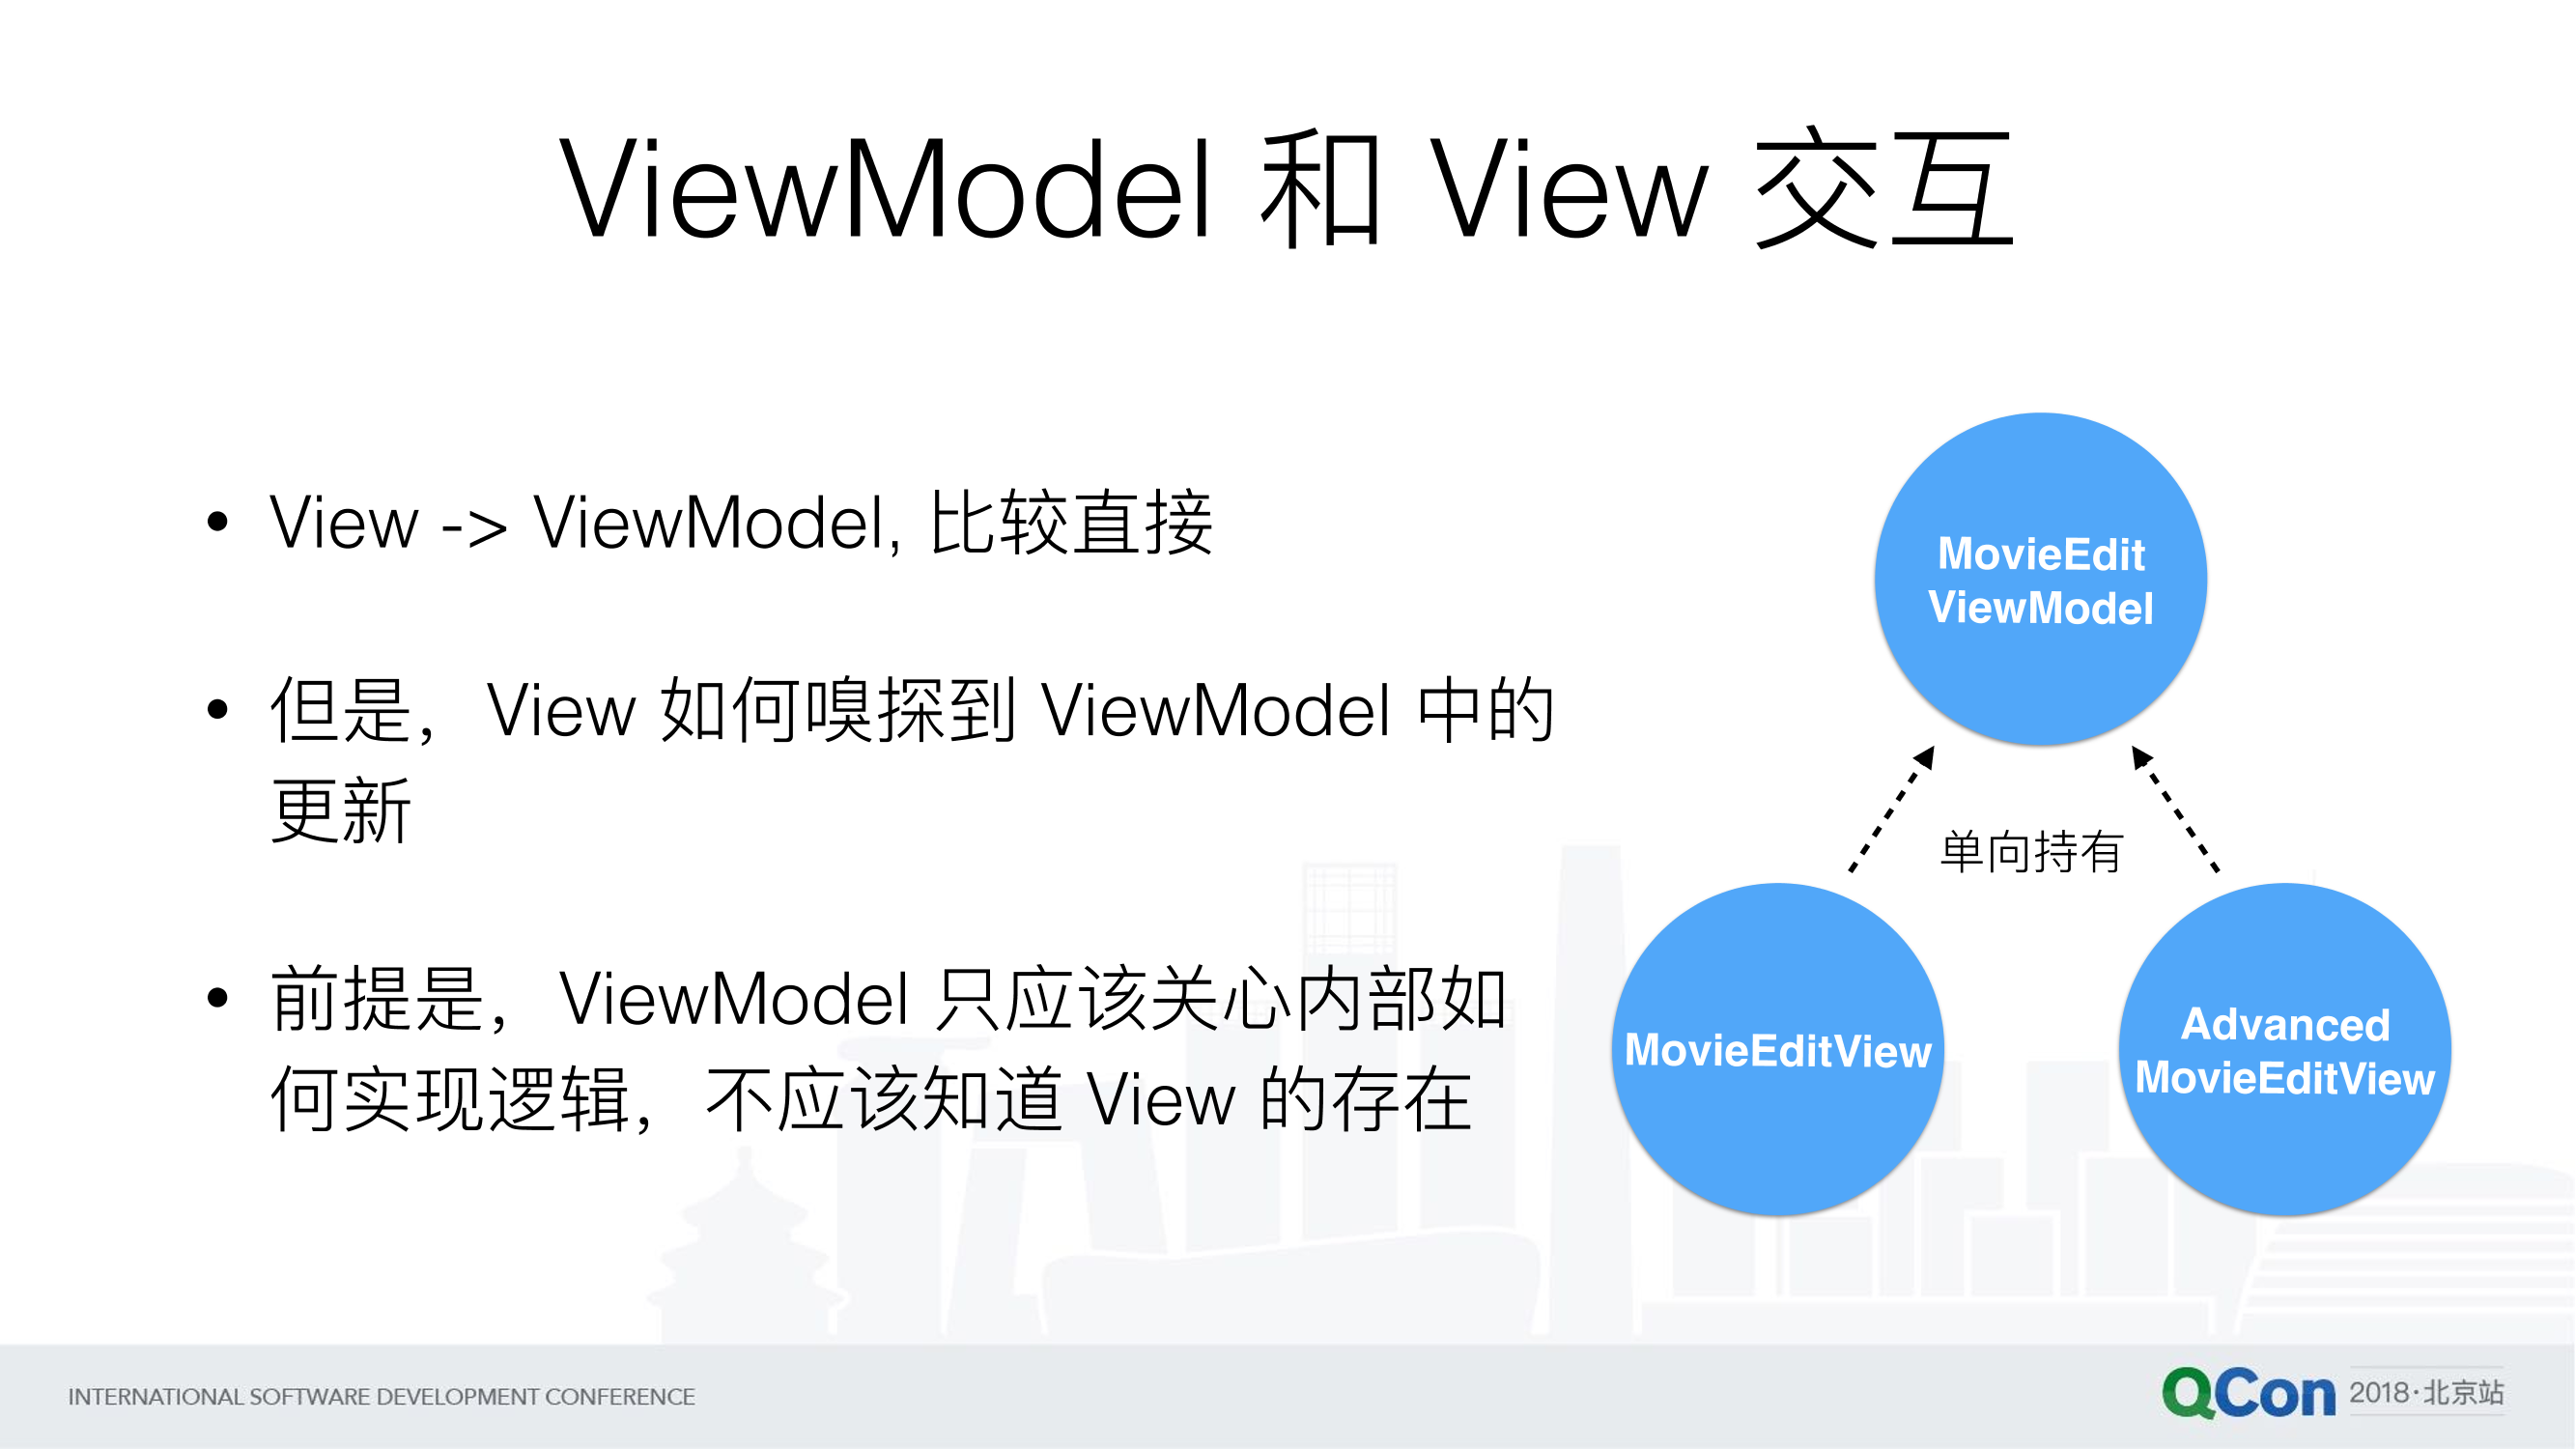 ViewModel 和 View 交互
• View -> ViewModel, 比较直接
• 但是，View 如何嗅探到 ViewModel 中的
更新
• 前提是，ViewModel 只应该关心内部如
何实现逻辑，不应该知道 View 的存在
MovieEdit
ViewModel
单向持有
MovieEditView
Advanced
MovieEditView
INTERNATIONAL SOFTWARE DEVELOPMENT CONFERENCE
QCon 2018·北京站